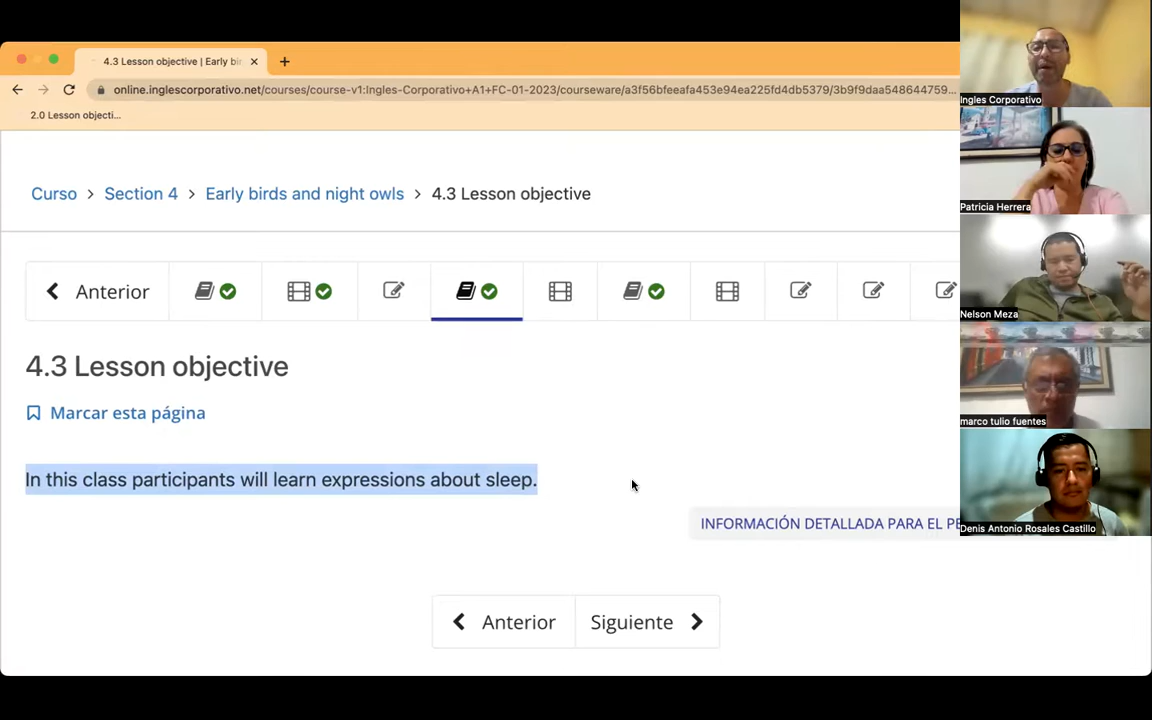 4.3 Lesson objective | Early bi
online.inglescorporativo.net/courses/course-v1:Ingles-Corporativo+A1+FC-01-2023/courseware/a3f56bfeeafa453e94ea225fd4db5379/3b9f9daa548644759...
2.0 Lesson objecti...
Curso > Section 4 > Early birds and night owls > 4.3 Lesson objective
Anterior
4.3 Lesson objective
Marcar esta página
In this class participants will learn expressions about sleep.
INFORMACIÓN DETALLADA PARA EL PE
Anterior
Siguiente
Ingles Corporativo
Patricia Herrera
Nelson Meza
marco tulio fuentes
Denis Antonio Rosales Castillo